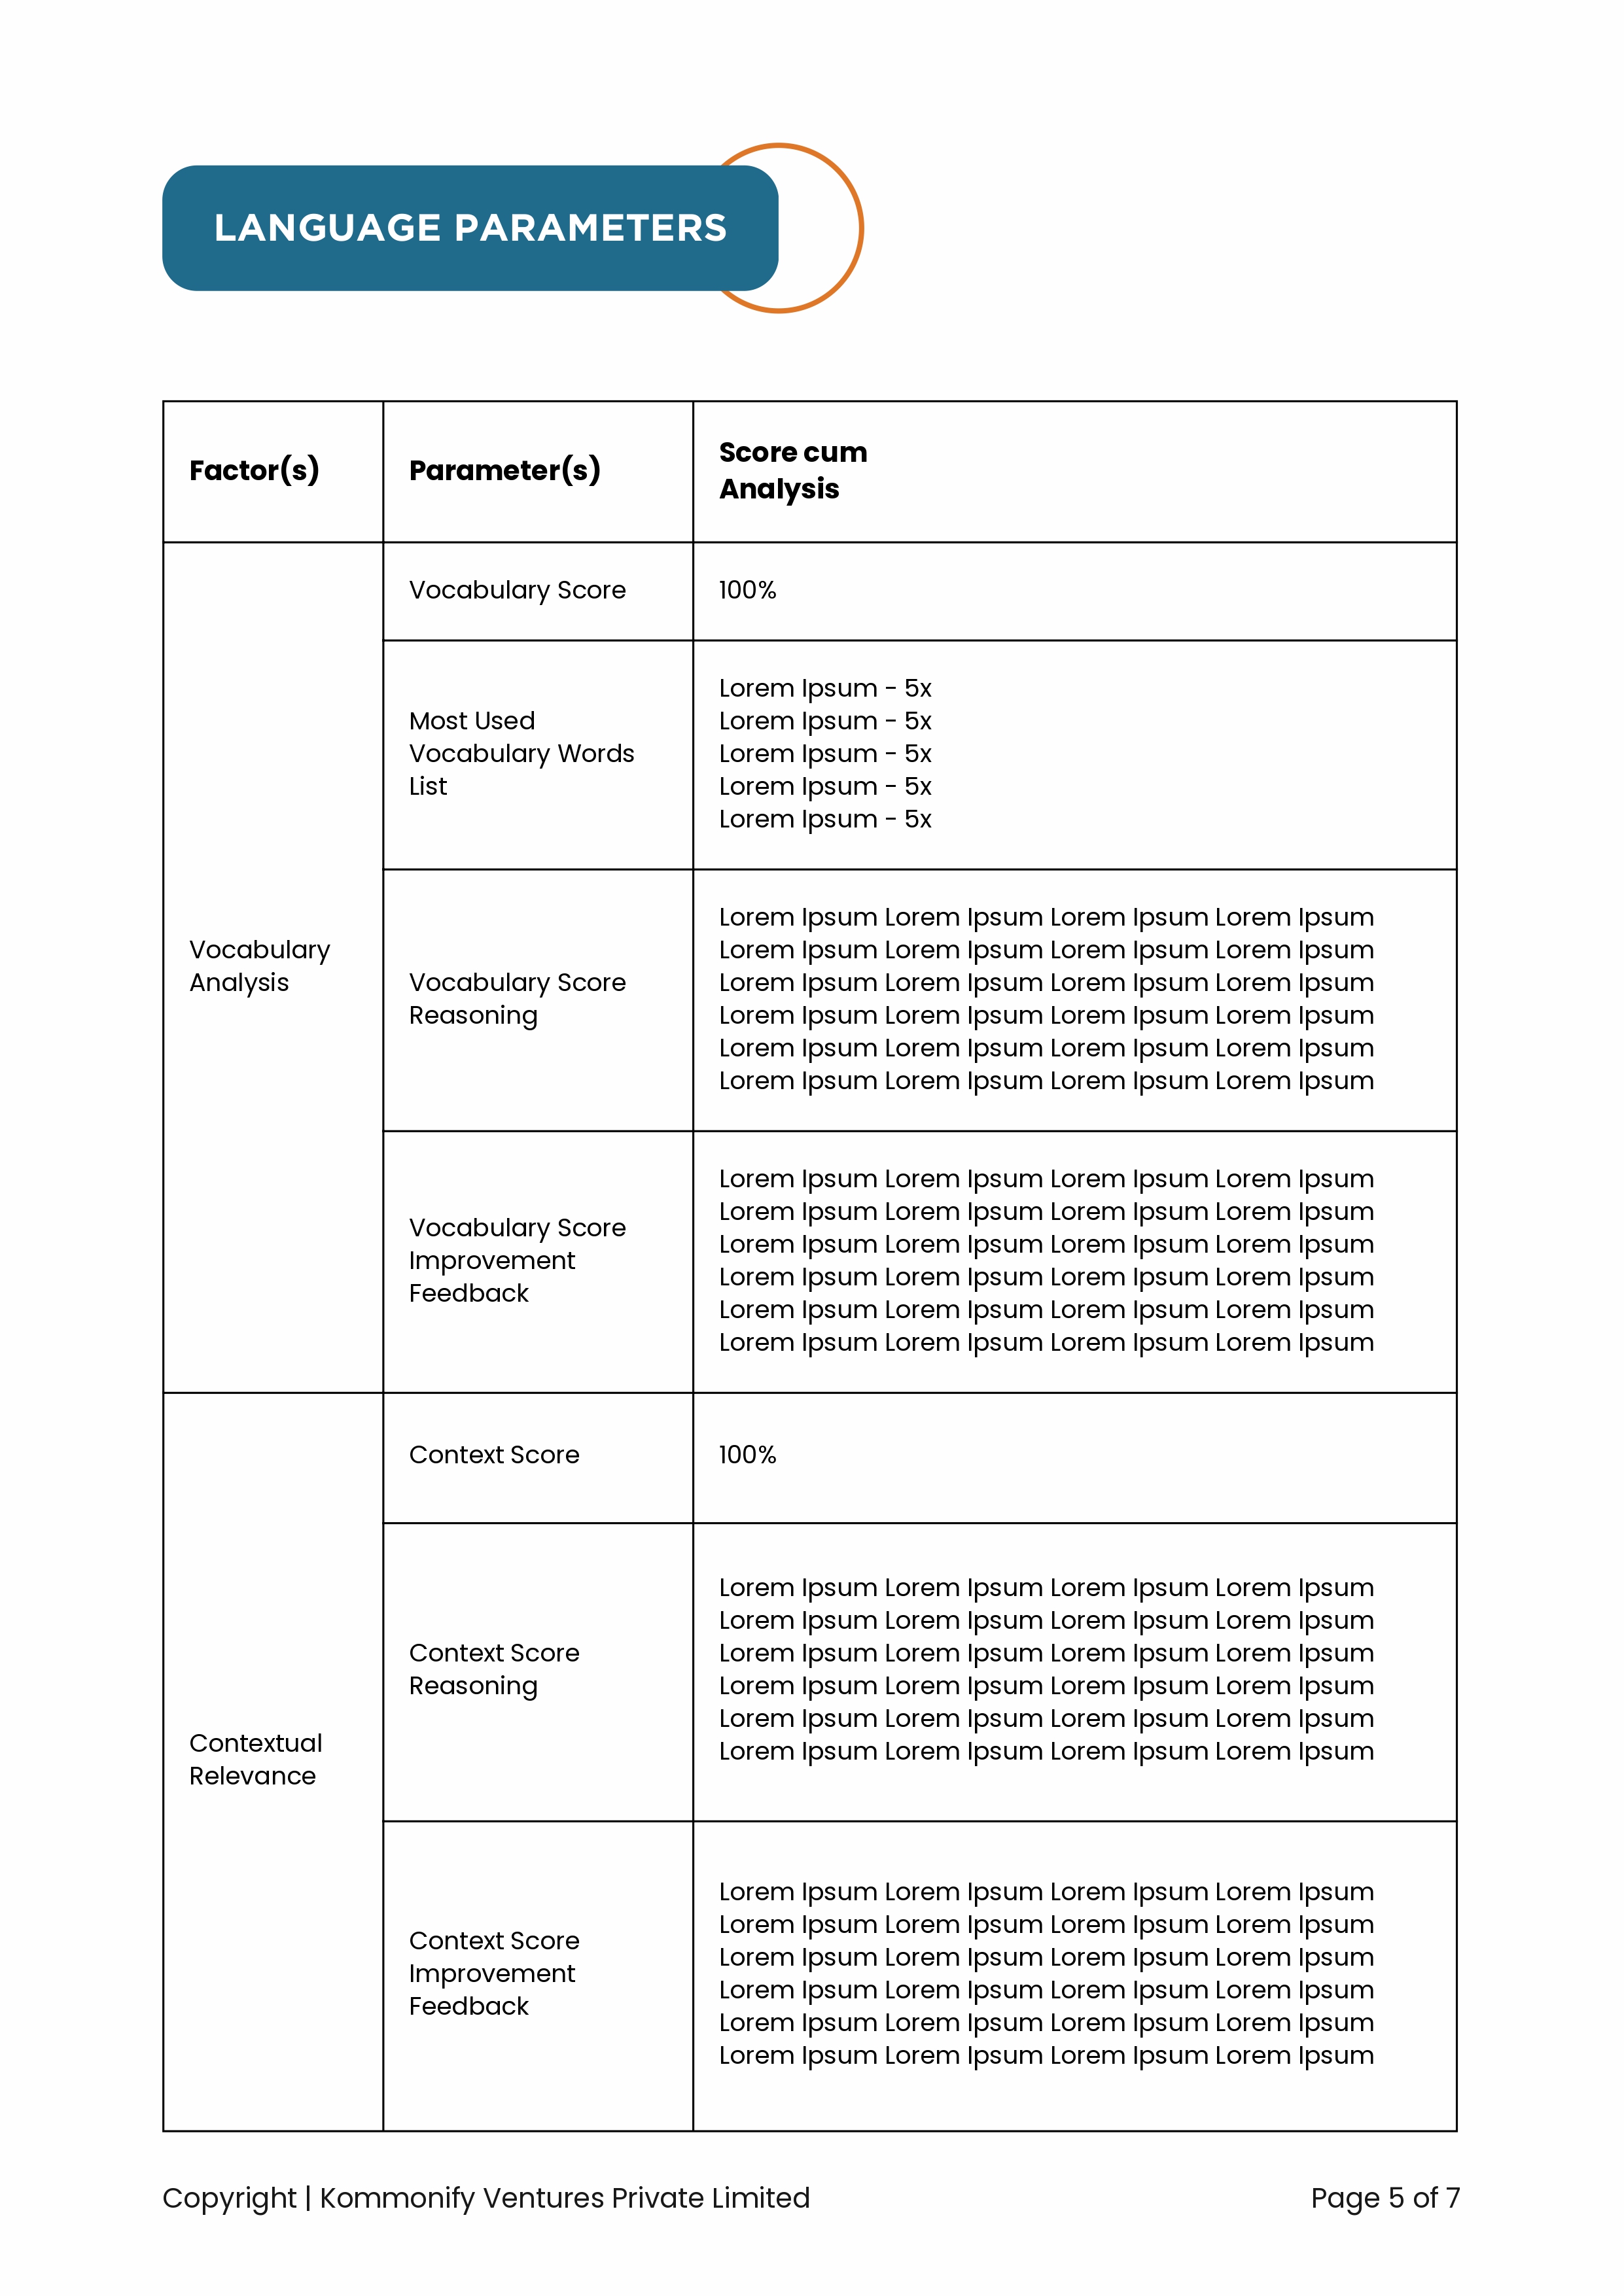 LANGUAGE PARAMETERS
Factor(s)
Parameter(s)
Score cum
Analysis
Vocabulary
Analysis
Vocabulary Score
100%
Most Used
Vocabulary Words
List
Lorem Ipsum - 5x
Lorem Ipsum - 5x
Lorem Ipsum - 5x
Lorem Ipsum - 5x
Lorem Ipsum - 5x
Vocabulary Score
Reasoning
Lorem Ipsum Lorem Ipsum Lorem Ipsum Lorem Ipsum
Lorem Ipsum Lorem Ipsum Lorem Ipsum Lorem Ipsum
Lorem Ipsum Lorem Ipsum Lorem Ipsum Lorem Ipsum
Lorem Ipsum Lorem Ipsum Lorem Ipsum Lorem Ipsum
Lorem Ipsum Lorem Ipsum Lorem Ipsum Lorem Ipsum
Lorem Ipsum Lorem Ipsum Lorem Ipsum Lorem Ipsum
Vocabulary Score
Improvement
Feedback
Lorem Ipsum Lorem Ipsum Lorem Ipsum Lorem Ipsum
Lorem Ipsum Lorem Ipsum Lorem Ipsum Lorem Ipsum
Lorem Ipsum Lorem Ipsum Lorem Ipsum Lorem Ipsum
Lorem Ipsum Lorem Ipsum Lorem Ipsum Lorem Ipsum
Lorem Ipsum Lorem Ipsum Lorem Ipsum Lorem Ipsum
Lorem Ipsum Lorem Ipsum Lorem Ipsum Lorem Ipsum
Contextual
Relevance
Context Score
100%
Context Score
Reasoning
Lorem Ipsum Lorem Ipsum Lorem Ipsum Lorem Ipsum
Lorem Ipsum Lorem Ipsum Lorem Ipsum Lorem Ipsum
Lorem Ipsum Lorem Ipsum Lorem Ipsum Lorem Ipsum
Lorem Ipsum Lorem Ipsum Lorem Ipsum Lorem Ipsum
Lorem Ipsum Lorem Ipsum Lorem Ipsum Lorem Ipsum
Lorem Ipsum Lorem Ipsum Lorem Ipsum Lorem Ipsum
Context Score
Improvement
Feedback
Lorem Ipsum Lorem Ipsum Lorem Ipsum Lorem Ipsum
Lorem Ipsum Lorem Ipsum Lorem Ipsum Lorem Ipsum
Lorem Ipsum Lorem Ipsum Lorem Ipsum Lorem Ipsum
Lorem Ipsum Lorem Ipsum Lorem Ipsum Lorem Ipsum
Lorem Ipsum Lorem Ipsum Lorem Ipsum Lorem Ipsum
Lorem Ipsum Lorem Ipsum Lorem Ipsum Lorem Ipsum
Copyright | Kommonify Ventures Private Limited
Page 5 of 7